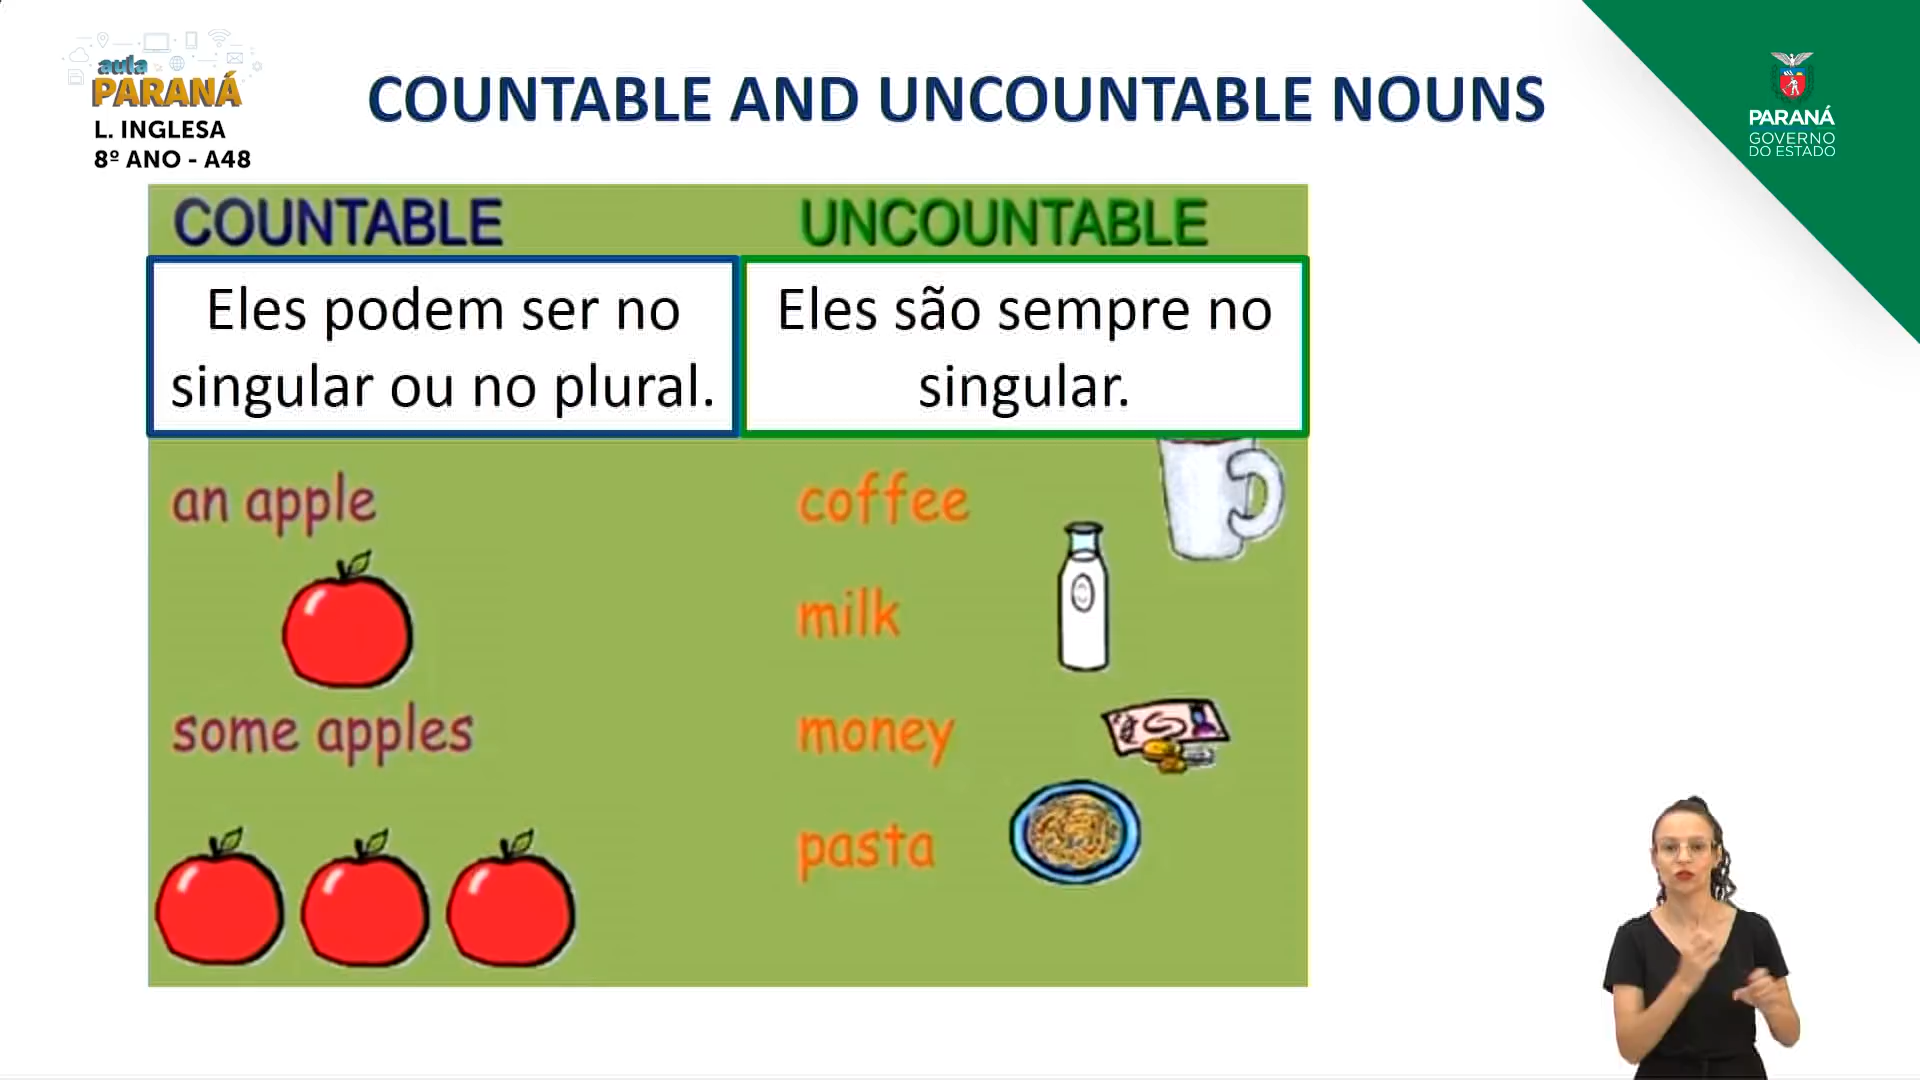 aula
PARANÁ
L. INGLESA
8º ANO - A48
COUNTABLE AND UNCOUNTABLE NOUNS
PARANÁ
GOVERNO
DO ESTADO
COUNTABLE
UNCOUNTABLE
Eles podem ser no
singular ou no plural.
Eles são sempre no
singular.
an apple
some apples
coffee
milk
money
pasta